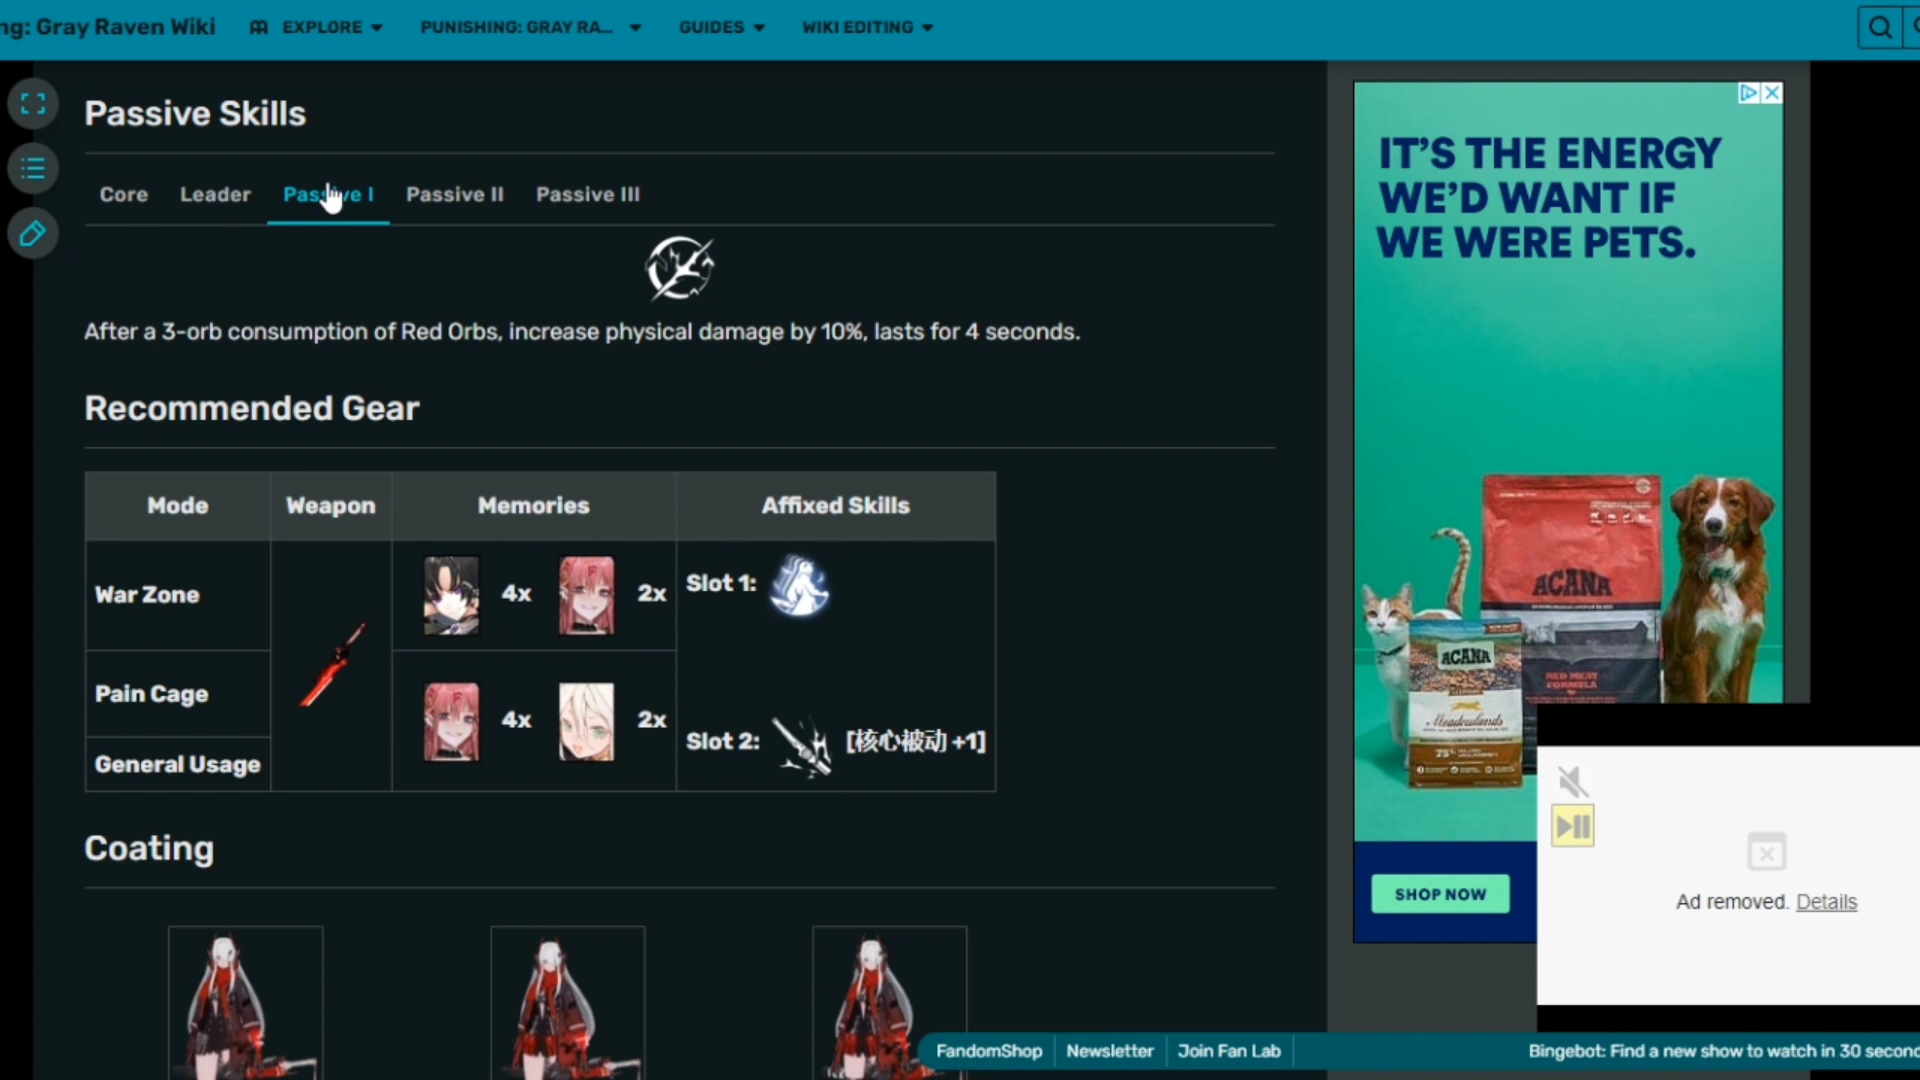 ng: Gray Raven Wiki
EXPLORE
PUNISHING: GRAY RA...
GUIDES
WIKI EDITING
Passive Skills
Core
Leader
Passive I
Passive II
Passive III
After a 3-orb consumption of Red Orbs, increase physical damage by 10%, lasts for 4 seconds.
Recommended Gear
Mode
Weapon
Memories
Affixed Skills
War Zone
4x
2x
Slot 1:
Pain Cage
4x
2x
Slot 2:
[核心被动 +1]
General Usage
Coating
IT'S THE ENERGY
WE'D WANT IF
WE WERE PETS.
ACANA
RED MEAT
FORMULA
ACANA
Meadowlands
SHOP NOW
Ad removed. Details
FandomShop
Newsletter
Join Fan Lab
Bingebot: Find a new show to watch in 30 second